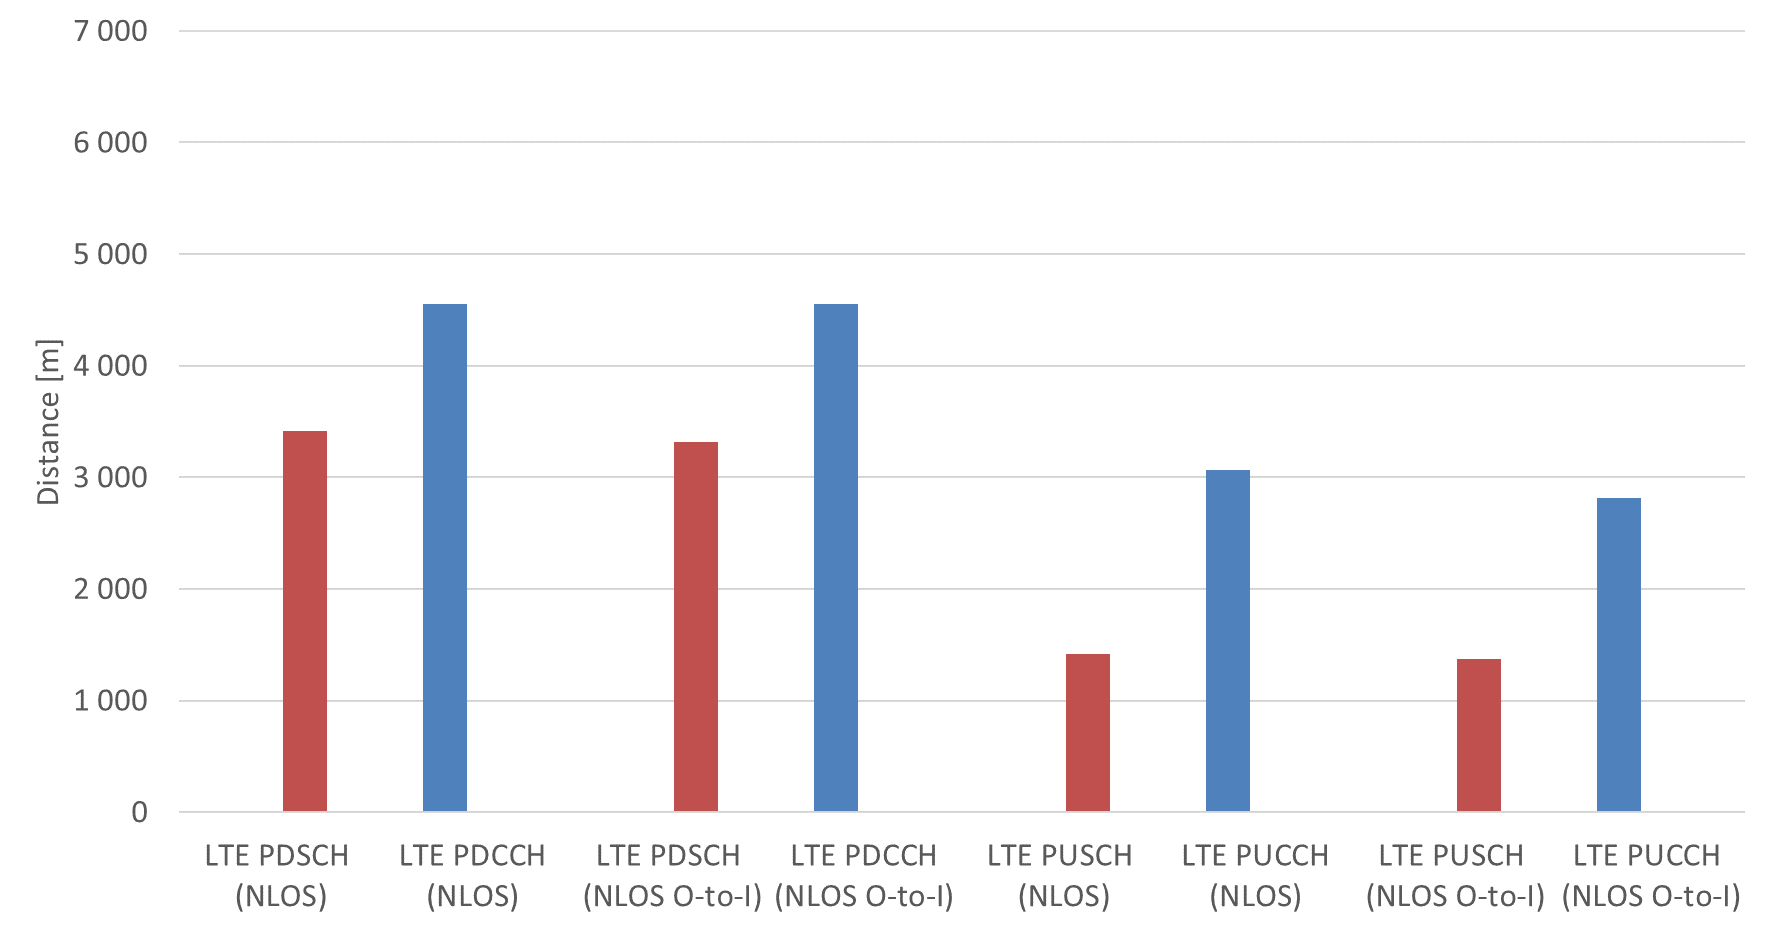 7 000
6 000
5 000
4 000
3 000
2 000
1 000
0
Distance [m]
LTE PDSCH
(NLOS)
LTE PDCCH
(NLOS)
LTE PDSCH
(NLOS O-to-I)
LTE PDCCH
(NLOS O-to-I)
LTE PUSCH
(NLOS)
LTE PUCCH
(NLOS)
LTE PUSCH
(NLOS O-to-I)
LTE PUCCH
(NLOS O-to-I)